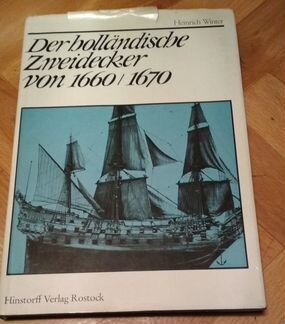 Heinrich Winter
Der holländische
Zweidecker
von 1660/1670
Hinstorff Verlag Rostock